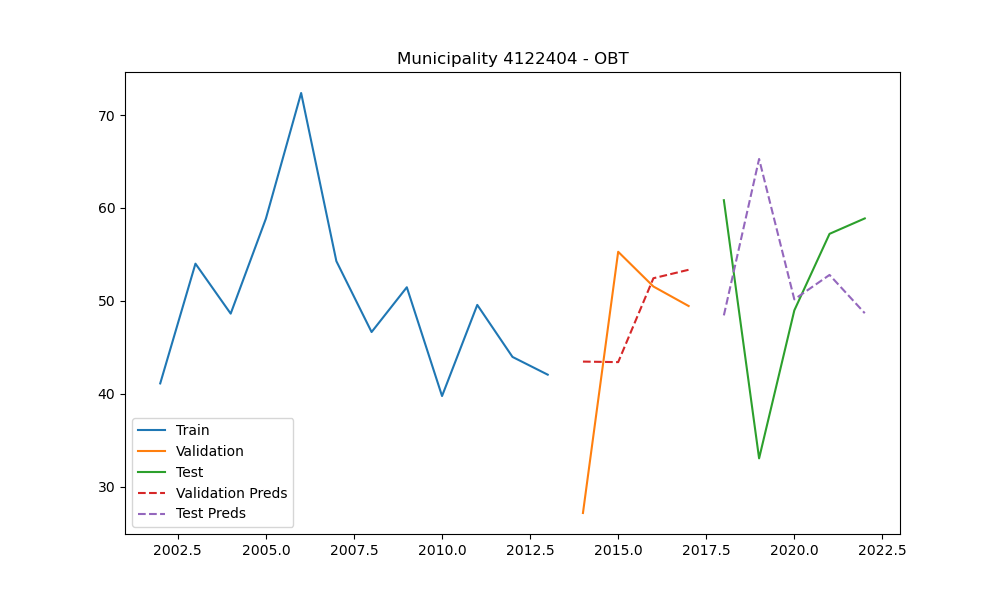 Municipality 4122404 - OBT
70
60
50
40
30
Train
Validation
Test
Validation Preds
Test Preds
2002.5 2005.0 2007.5 2010.0 2012.5 2015.0 2017.5 2020.0 2022.5